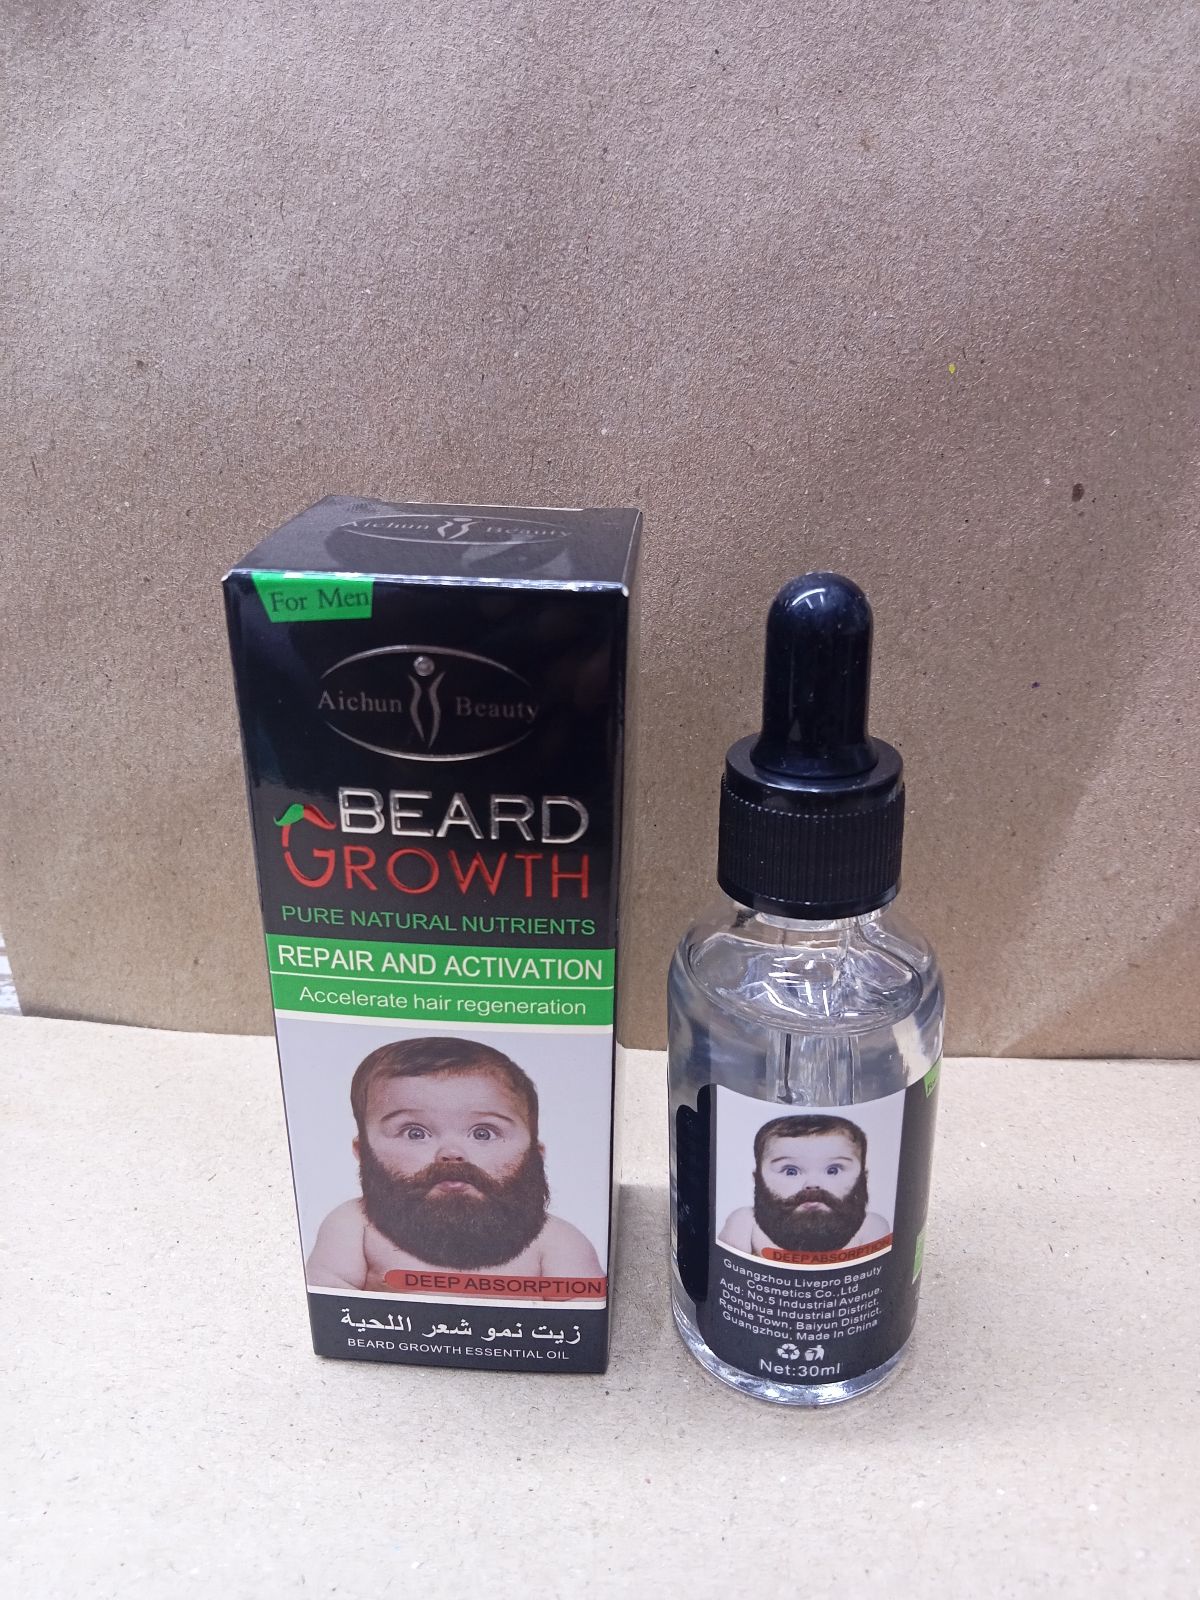 Aichun Beauty
For Men
Aichun Beauty
BEARD
GROWTH
PURE NATURAL NUTRIENTS
REPAIR AND ACTIVATION
Accelerate hair regeneration
DEEP ABSORPTION
زيت نمو شعر اللحية
BEARD GROWTH ESSENTIAL OIL
DEEP ABSORPTION
Guangzhou Livepro Beauty
Cosmetics Co.,Ltd
Add: No.5 Industrial Avenue,
Donghua Industrial District,
Renhe Town, Baiyun District,
Guangzhou, Made In China
Net:30ml